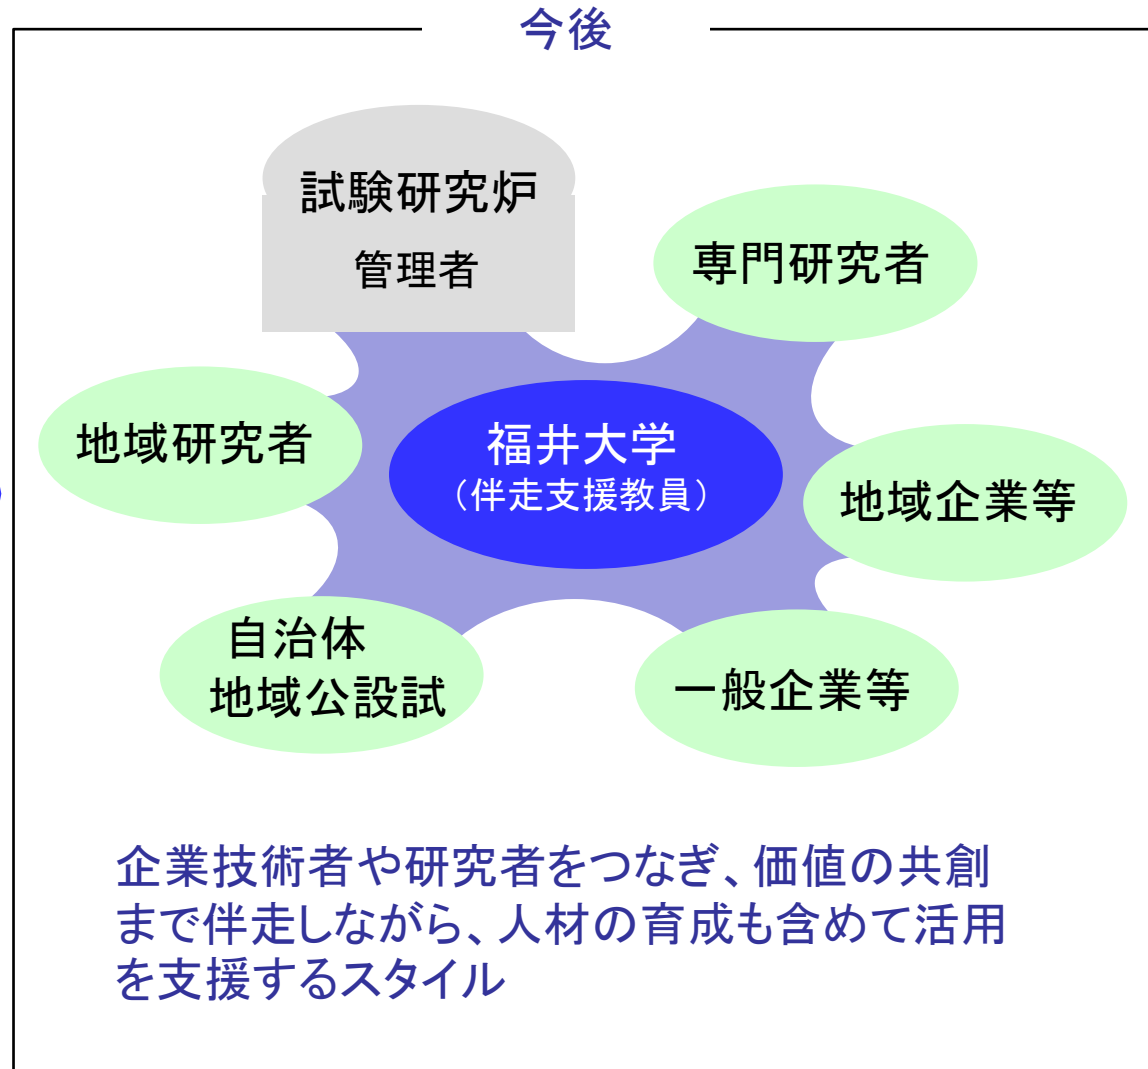 今後
試験研究炉
管理者
専門研究者
地域研究者
福井大学
（伴走支援教員）
地域企業等
自治体
地域公設試
一般企業等
企業技術者や研究者をつなぎ、価値の共創
まで伴走しながら、人材の育成も含めて活用
を支援するスタイル